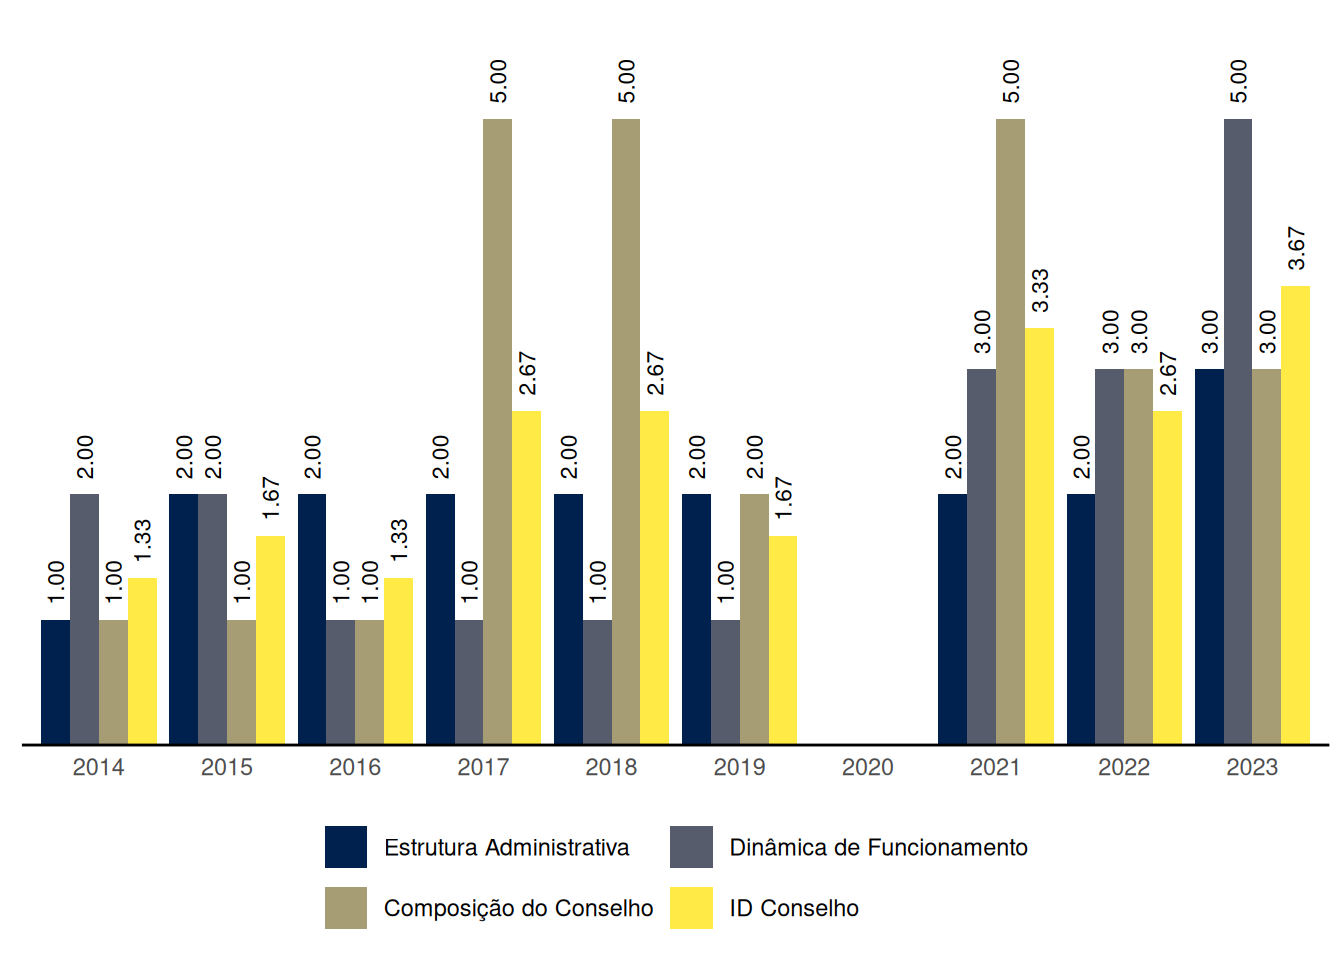 5.00 5.00 5.00 5.00
3.67
3.33
3.00 3.00 3.00 3.00 3.00
2.67 2.67 2.67
2.00 2.00 2.00 2.00 2.00 2.00 2.00 2.00 2.00 2.00
1.67 1.67
1.33 1.33
1.00 1.00 1.00 1.00 1.00 1.00 1.00 1.00
2014 2015 2016 2017 2018 2019 2020 2021 2022 2023
Estrutura Administrativa Dinâmica de Funcionamento
Composição do Conselho ID Conselho